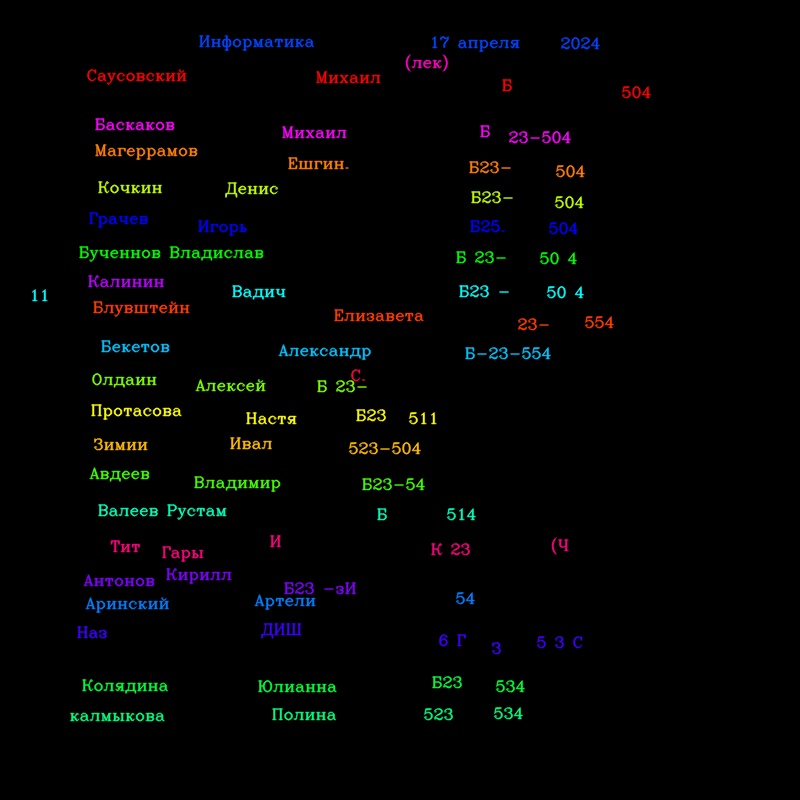 Информатика 17 апреля 2024
(лек)
Саусовский Михаил Б 504
Баскаков Михаил Б 23-504
Магеррамов Ешгин. Б23- 504
Кочкин Денис Б23- 504
Грачев Игорь Б25. 504
Бученнов Владислав Б 23- 50 4
Калинин
11 Вадич Б23 - 50 4
Блувштейн Елизавета 23- 554
Бекетов Александр Б-23-554
С.
Олдаин Алексей Б 23-
Протасова Настя Б23 511
Зимии Ивал 523-504
Авдеев Владимир Б23-54
Валеев Рустам Б 514
Тит Гары И К 23 (Ч
Антонов Кирилл Б23 -зИ
Аринский Артели 54
Наз ДИШ 6 Г З 5 3 С
Колядина Юлианна Б23 534
калмыкова Полина 523 534